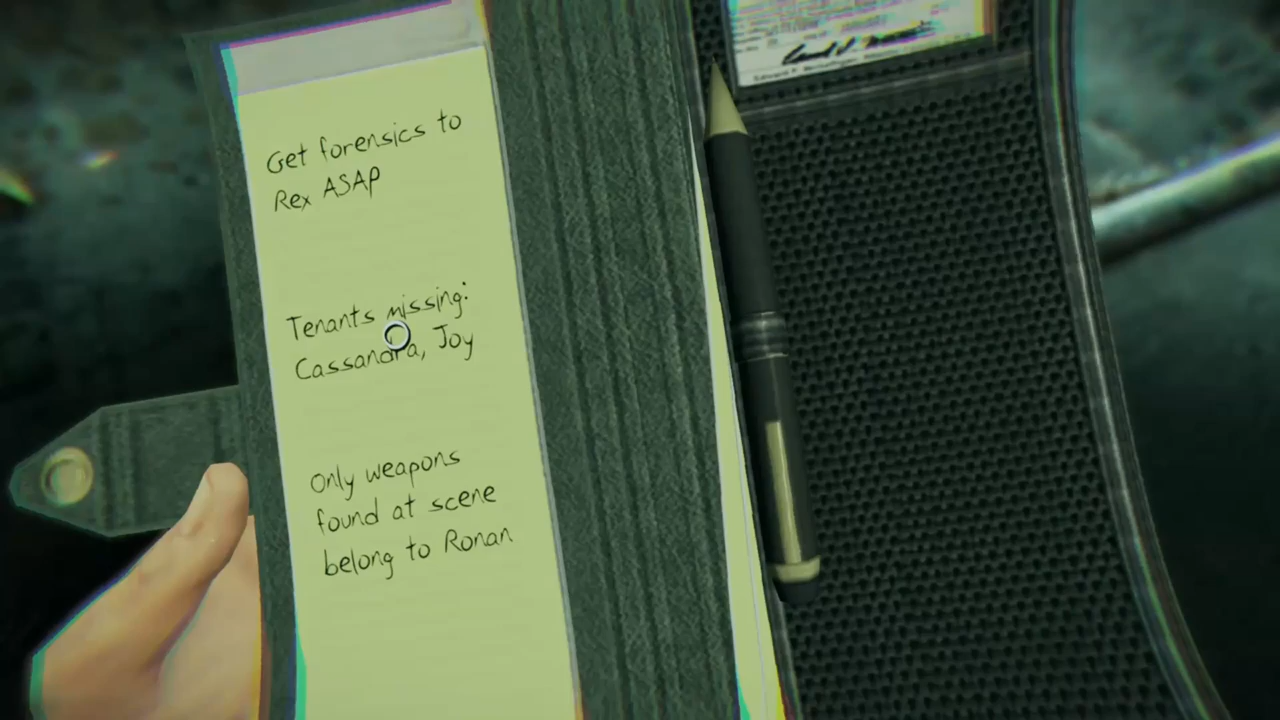 Get forensics to
Rex ASAP
Tenants missing:
Cassandra, Joy
Only weapons
found at scene
belong to Ronan